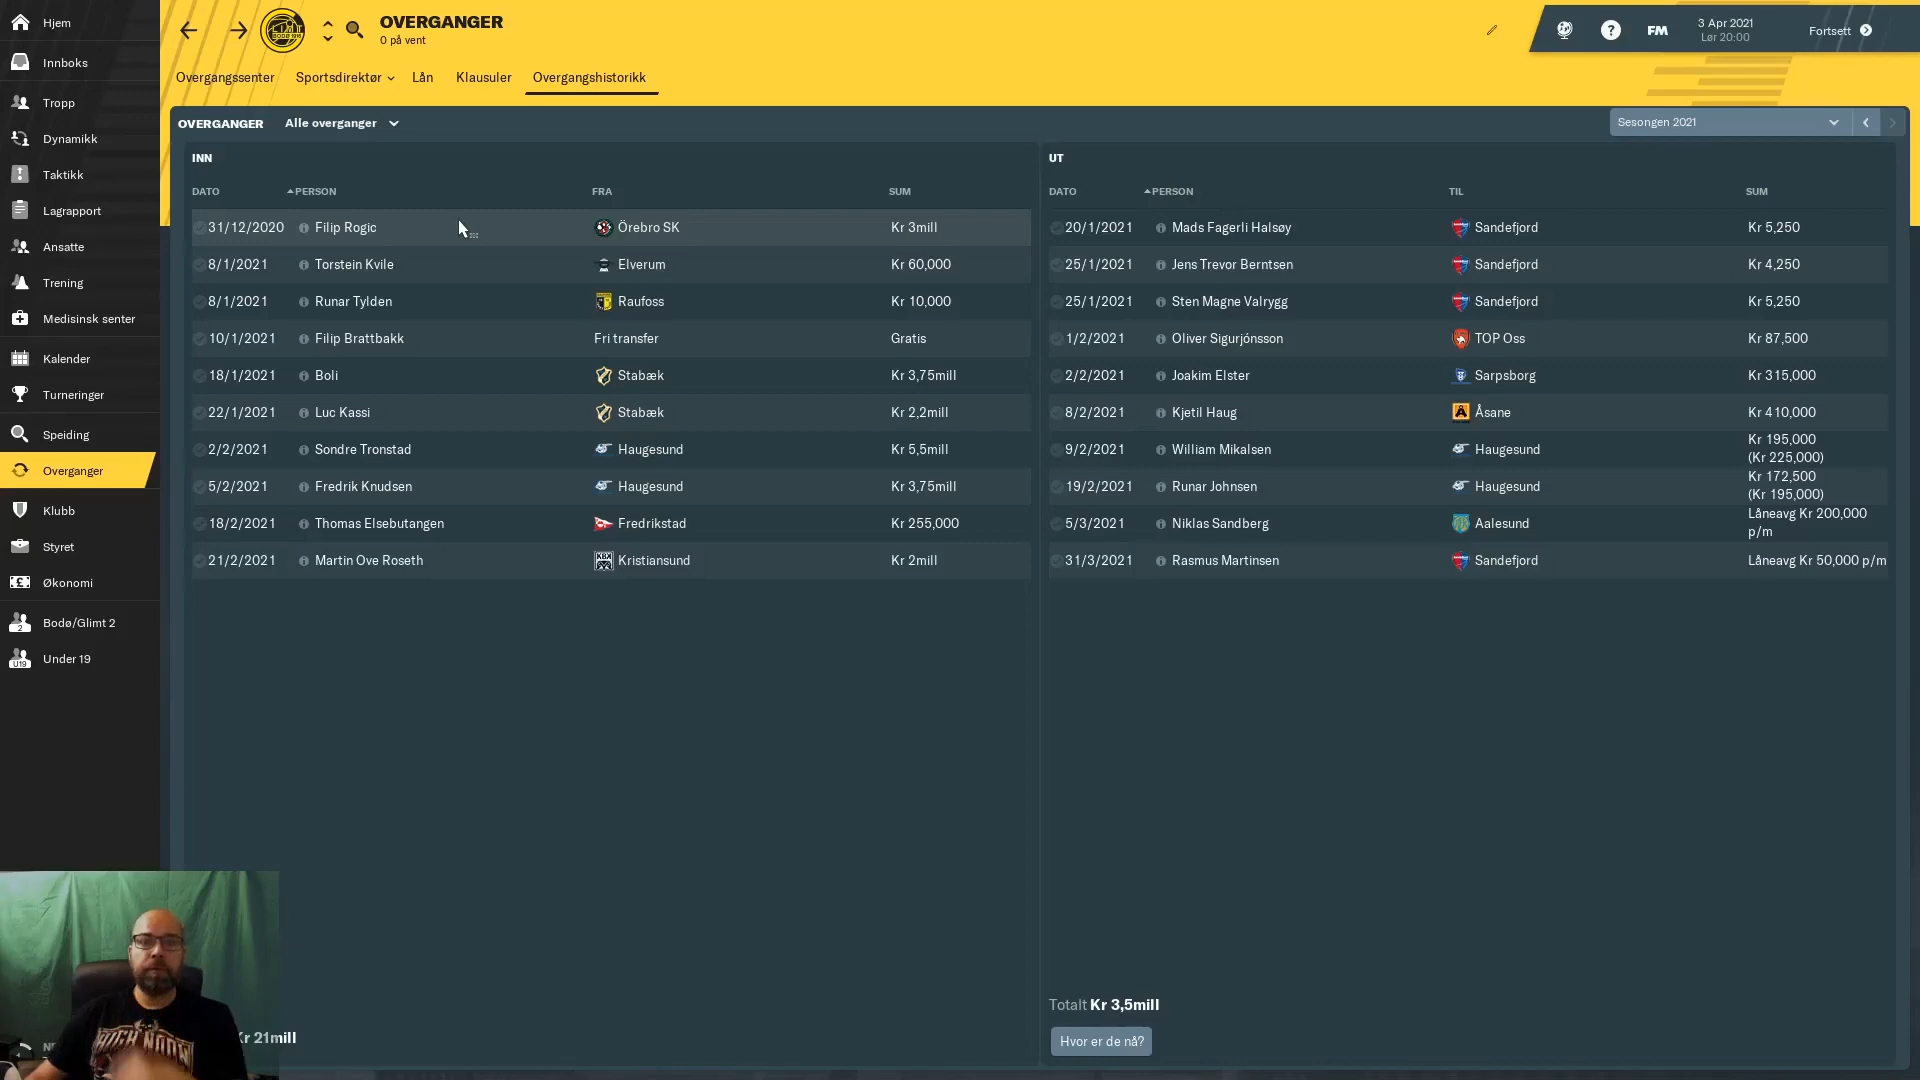 Hjem
Innboks
Tropp
Dynamikk
Taktikk
Lagrapport
Ansatte
Trening
Medisinsk senter
Kalender
Turneringer
Speiding
Overganger
Klubb
Styret
Økonomi
Bodø/Glimt 2
Under 19
OVERGANGER
0 på vent
FM
3 Apr 2021
Lør 20:00
Fortsett
Overgangssenter Sportsdirektør Lån Klausuler Overgangshistorikk
OVERGANGER Alle overganger
Sesongen 2021
INN
DATO PERSON FRA SUM
31/12/2020 Filip Rogic Örebro SK Kr 3mill
8/1/2021 Torstein Kvile Elverum Kr 60,000
8/1/2021 Runar Tylden Raufoss Kr 10,000
10/1/2021 Filip Brattbakk Fri transfer Gratis
18/1/2021 Boli Stabæk Kr 3,75mill
22/1/2021 Luc Kassi Stabæk Kr 2,2mill
2/2/2021 Sondre Tronstad Haugesund Kr 5,5mill
5/2/2021 Fredrik Knudsen Haugesund Kr 3,75mill
18/2/2021 Thomas Elsebutangen Fredrikstad Kr 255,000
21/2/2021 Martin Ove Roseth Kristiansund Kr 2mill
Kr 21mill
UT
DATO PERSON TIL SUM
20/1/2021 Mads Fagerli Halsøy Sandefjord Kr 5,250
25/1/2021 Jens Trevor Berntsen Sandefjord Kr 4,250
25/1/2021 Sten Magne Valrygg Sandefjord Kr 5,250
1/2/2021 Oliver Sigurjónsson TOP Oss Kr 87,500
2/2/2021 Joakim Elster Sarpsborg Kr 315,000
8/2/2021 Kjetil Haug Åsane Kr 410,000
9/2/2021 William Mikalsen Haugesund Kr 195,000
(Kr 225,000)
19/2/2021 Runar Johnsen Haugesund Kr 172,500
(Kr 195,000)
5/3/2021 Niklas Sandberg Aalesund Låneavg Kr 200,000
p/m
31/3/2021 Rasmus Martinsen Sandefjord Låneavg Kr 50,000 p/m
Totalt Kr 3,5mill
Hvor er de nå?